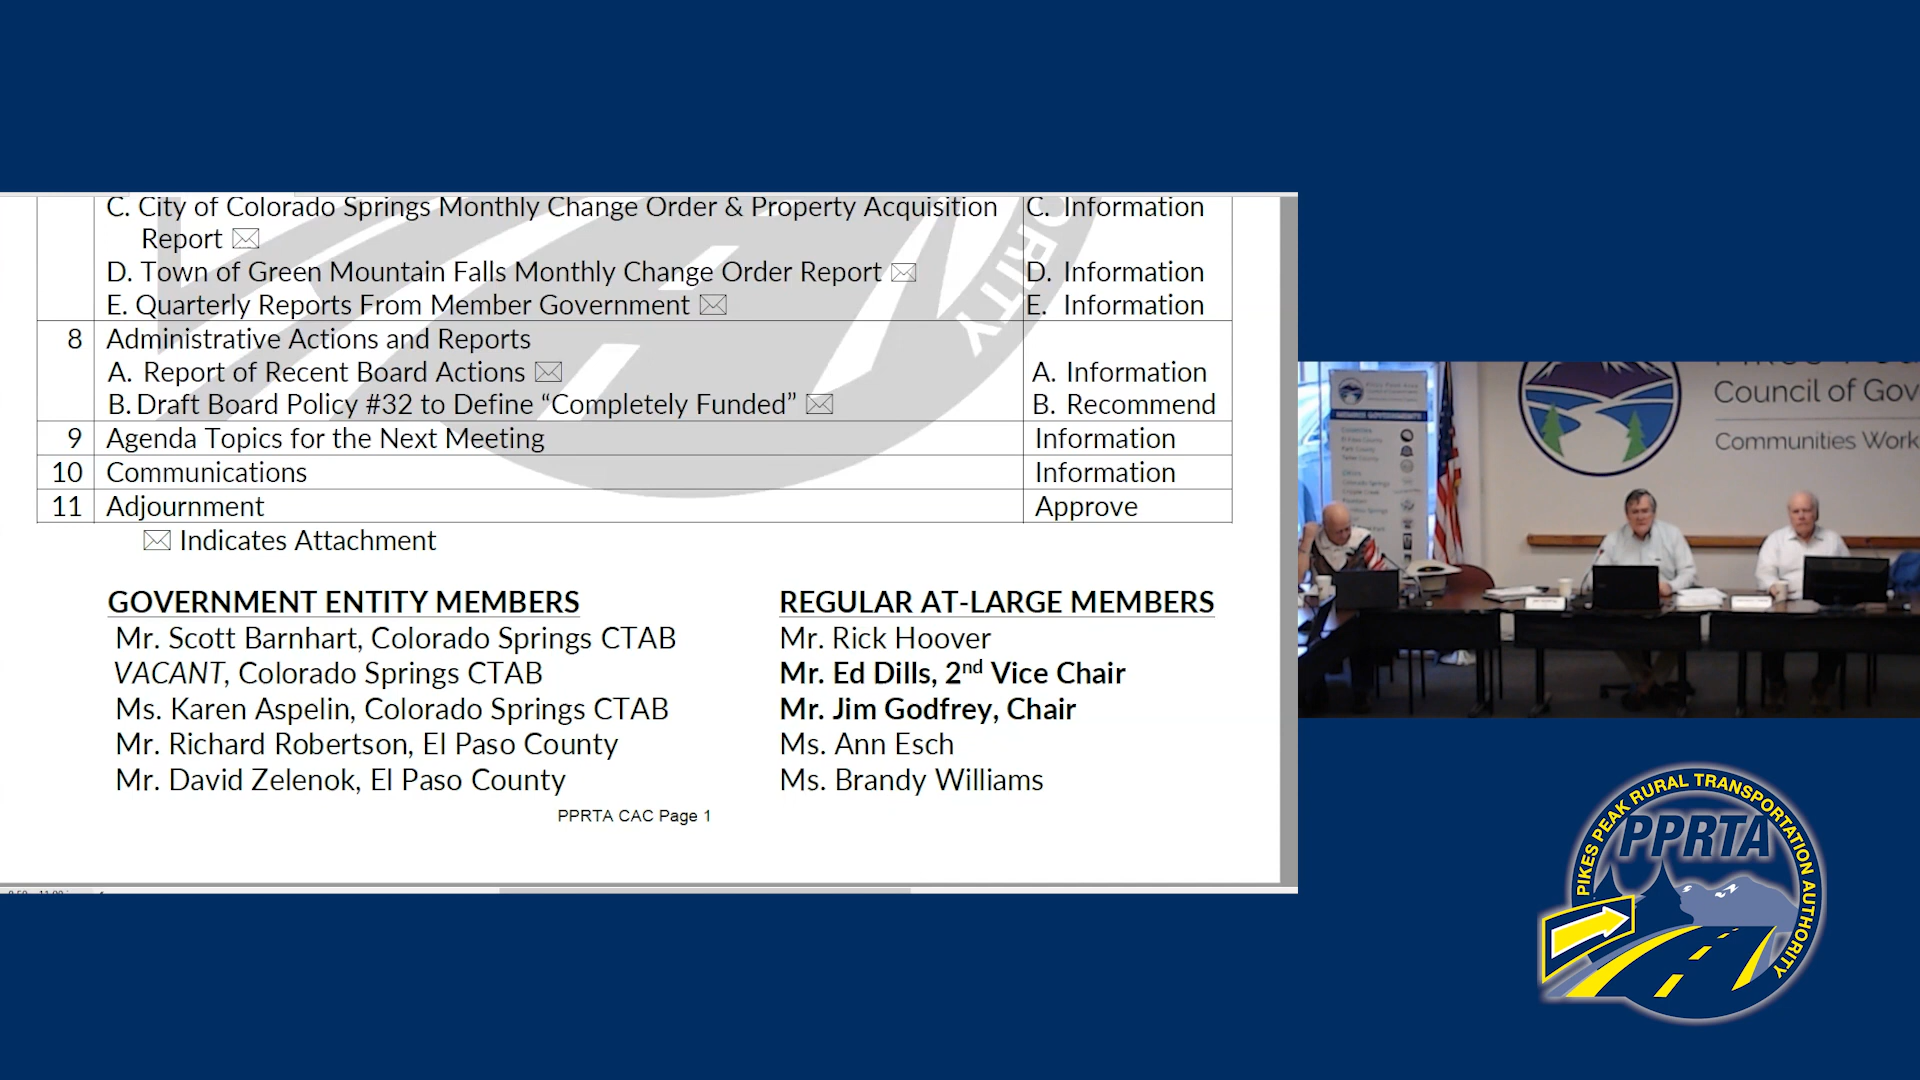 C. City of Colorado Springs Monthly Change Order & Property Acquisition Report ✉ C. Information
D. Town of Green Mountain Falls Monthly Change Order Report ✉ D. Information
E. Quarterly Reports From Member Government ✉ E. Information
8 Administrative Actions and Reports
A. Report of Recent Board Actions ✉ A. Information
B. Draft Board Policy #32 to Define “Completely Funded” ✉ B. Recommend
9 Agenda Topics for the Next Meeting Information
10 Communications Information
11 Adjournment Approve
✉ Indicates Attachment
GOVERNMENT ENTITY MEMBERS
Mr. Scott Barnhart, Colorado Springs CTAB
VACANT, Colorado Springs CTAB
Ms. Karen Aspelin, Colorado Springs CTAB
Mr. Richard Robertson, El Paso County
Mr. David Zelenok, El Paso County
REGULAR AT-LARGE MEMBERS
Mr. Rick Hoover
Mr. Ed Dills, 2nd Vice Chair
Mr. Jim Godfrey, Chair
Ms. Ann Esch
Ms. Brandy Williams
PPRTA CAC Page 1
ORITY
Council of Gov
Communities Work
PIKES PEAK RURAL TRANSPORTATION AUTHORITY
PPRTA